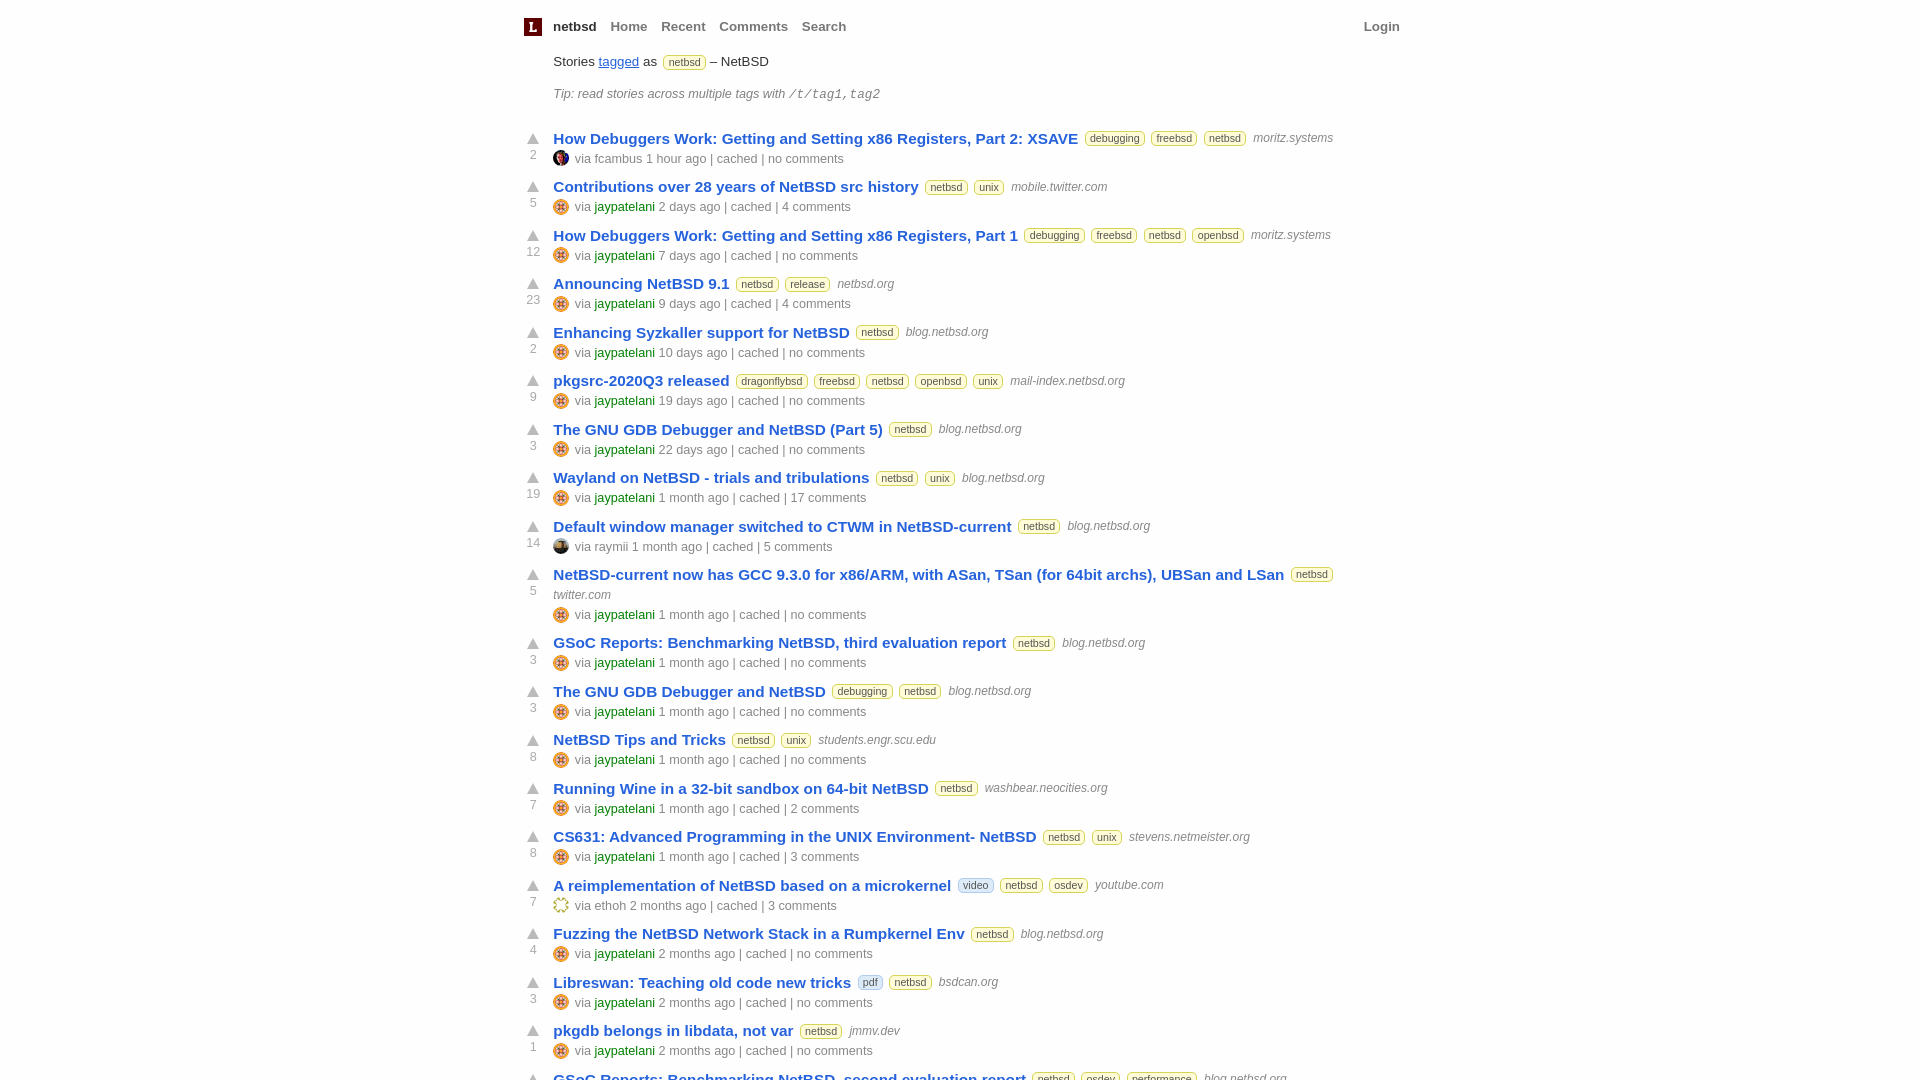 L netbsd Home Recent Comments Search Login
Stories tagged as netbsd – NetBSD
Tip: read stories across multiple tags with /t/tag1,tag2
How Debuggers Work: Getting and Setting x86 Registers, Part 2: XSAVE debugging freebsd netbsd moritz.systems
2 via fcambus 1 hour ago | cached | no comments
Contributions over 28 years of NetBSD src history netbsd unix mobile.twitter.com
5 via jaypatelani 2 days ago | cached | 4 comments
How Debuggers Work: Getting and Setting x86 Registers, Part 1 debugging freebsd netbsd openbsd moritz.systems
12 via jaypatelani 7 days ago | cached | no comments
Announcing NetBSD 9.1 netbsd release netbsd.org
23 via jaypatelani 9 days ago | cached | 4 comments
Enhancing Syzkaller support for NetBSD netbsd blog.netbsd.org
2 via jaypatelani 10 days ago | cached | no comments
pkgsrc-2020Q3 released dragonflybsd freebsd netbsd openbsd unix mail-index.netbsd.org
9 via jaypatelani 19 days ago | cached | no comments
The GNU GDB Debugger and NetBSD (Part 5) netbsd blog.netbsd.org
3 via jaypatelani 22 days ago | cached | no comments
Wayland on NetBSD - trials and tribulations netbsd unix blog.netbsd.org
19 via jaypatelani 1 month ago | cached | 17 comments
Default window manager switched to CTWM in NetBSD-current netbsd blog.netbsd.org
14 via raymii 1 month ago | cached | 5 comments
NetBSD-current now has GCC 9.3.0 for x86/ARM, with ASan, TSan (for 64bit archs), UBSan and LSan netbsd
5 twitter.com
via jaypatelani 1 month ago | cached | no comments
GSoC Reports: Benchmarking NetBSD, third evaluation report netbsd blog.netbsd.org
3 via jaypatelani 1 month ago | cached | no comments
The GNU GDB Debugger and NetBSD debugging netbsd blog.netbsd.org
3 via jaypatelani 1 month ago | cached | no comments
NetBSD Tips and Tricks netbsd unix students.engr.scu.edu
8 via jaypatelani 1 month ago | cached | no comments
Running Wine in a 32-bit sandbox on 64-bit NetBSD netbsd washbear.neocities.org
7 via jaypatelani 1 month ago | cached | 2 comments
CS631: Advanced Programming in the UNIX Environment- NetBSD netbsd unix stevens.netmeister.org
8 via jaypatelani 1 month ago | cached | 3 comments
A reimplementation of NetBSD based on a microkernel video netbsd osdev youtube.com
7 via ethoh 2 months ago | cached | 3 comments
Fuzzing the NetBSD Network Stack in a Rumpkernel Env netbsd blog.netbsd.org
4 via jaypatelani 2 months ago | cached | no comments
Libreswan: Teaching old code new tricks pdf netbsd bsdcan.org
3 via jaypatelani 2 months ago | cached | no comments
pkgdb belongs in libdata, not var netbsd jmmv.dev
1 via jaypatelani 2 months ago | cached | no comments
GSoC Reports: Benchmarking NetBSD, second evaluation report netbsd osdev performance blog.netbsd.org